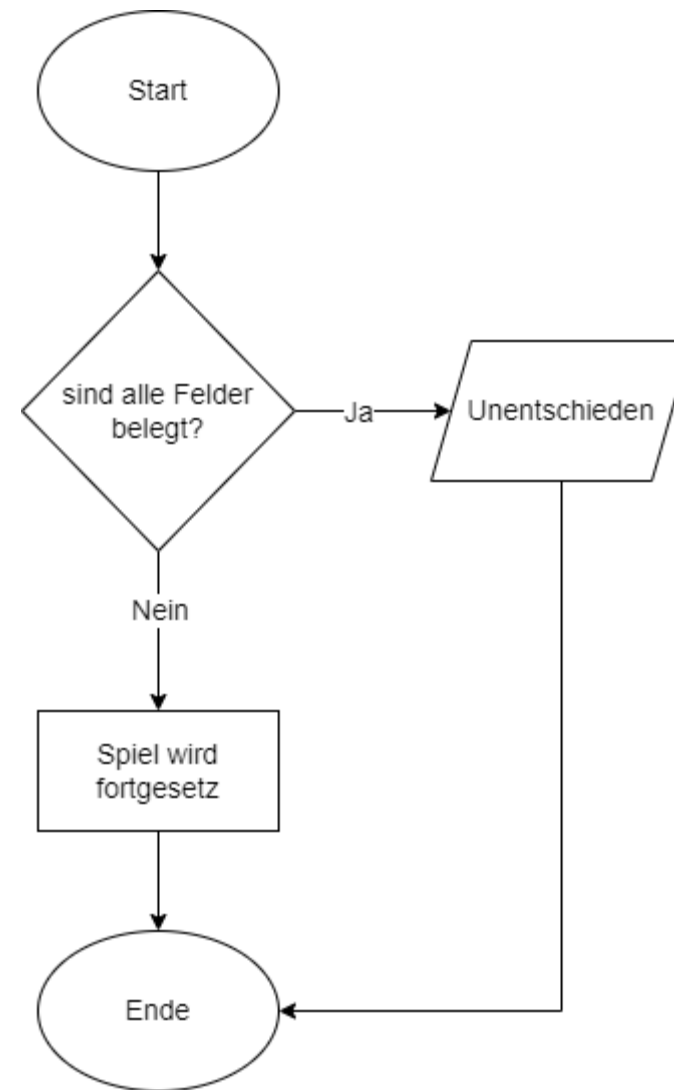 Start
sind alle Felder
belegt?
Ja
Unentschieden
Nein
Spiel wird
fortgesetz
Ende